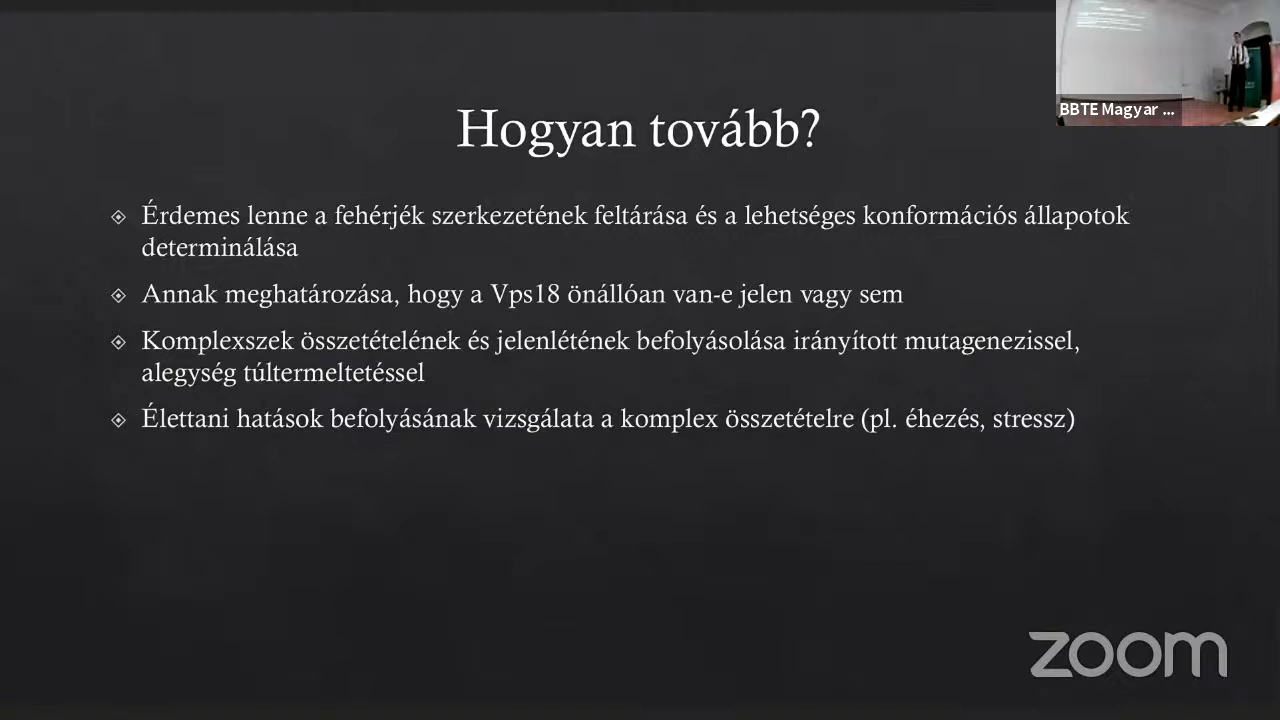 BBTE Magyar ...
Hogyan tovább?
Érdemes lenne a fehérjék szerkezetének feltárása és a lehetséges konformációs állapotok
determinálása
Annak meghatározása, hogy a Vps18 önállóan van-e jelen vagy sem
Komplexszek összetételének és jelenlétének befolyásolása irányított mutagenezissel,
alegység túltermeltetéssel
Élettani hatások befolyásának vizsgálata a komplex összetételre (pl. éhezés, stressz)
zoom